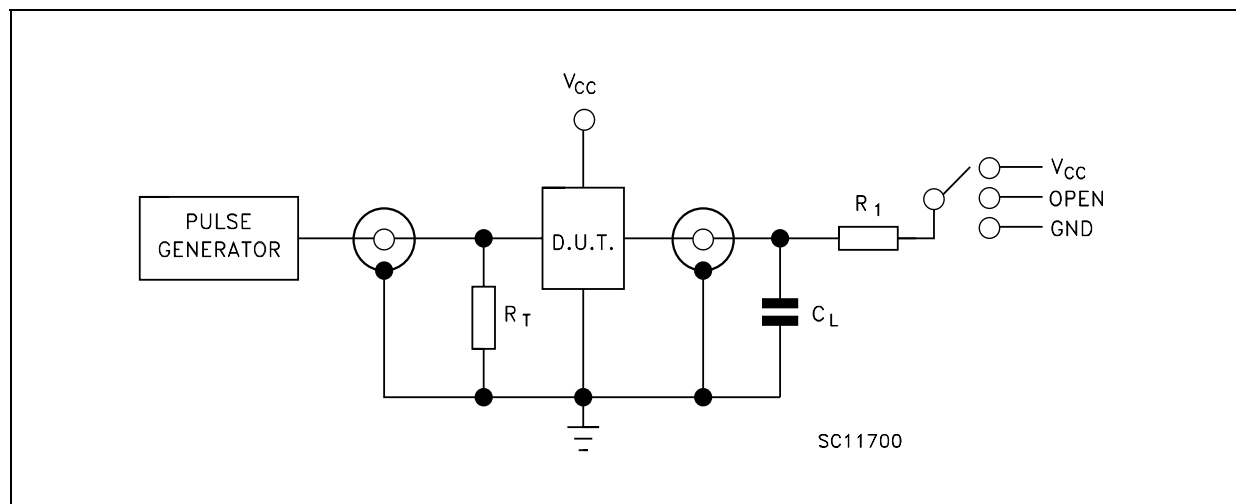 VCC
PULSE
GENERATOR
RT
D.U.T.
CL
R1
VCC
OPEN
GND
SC11700